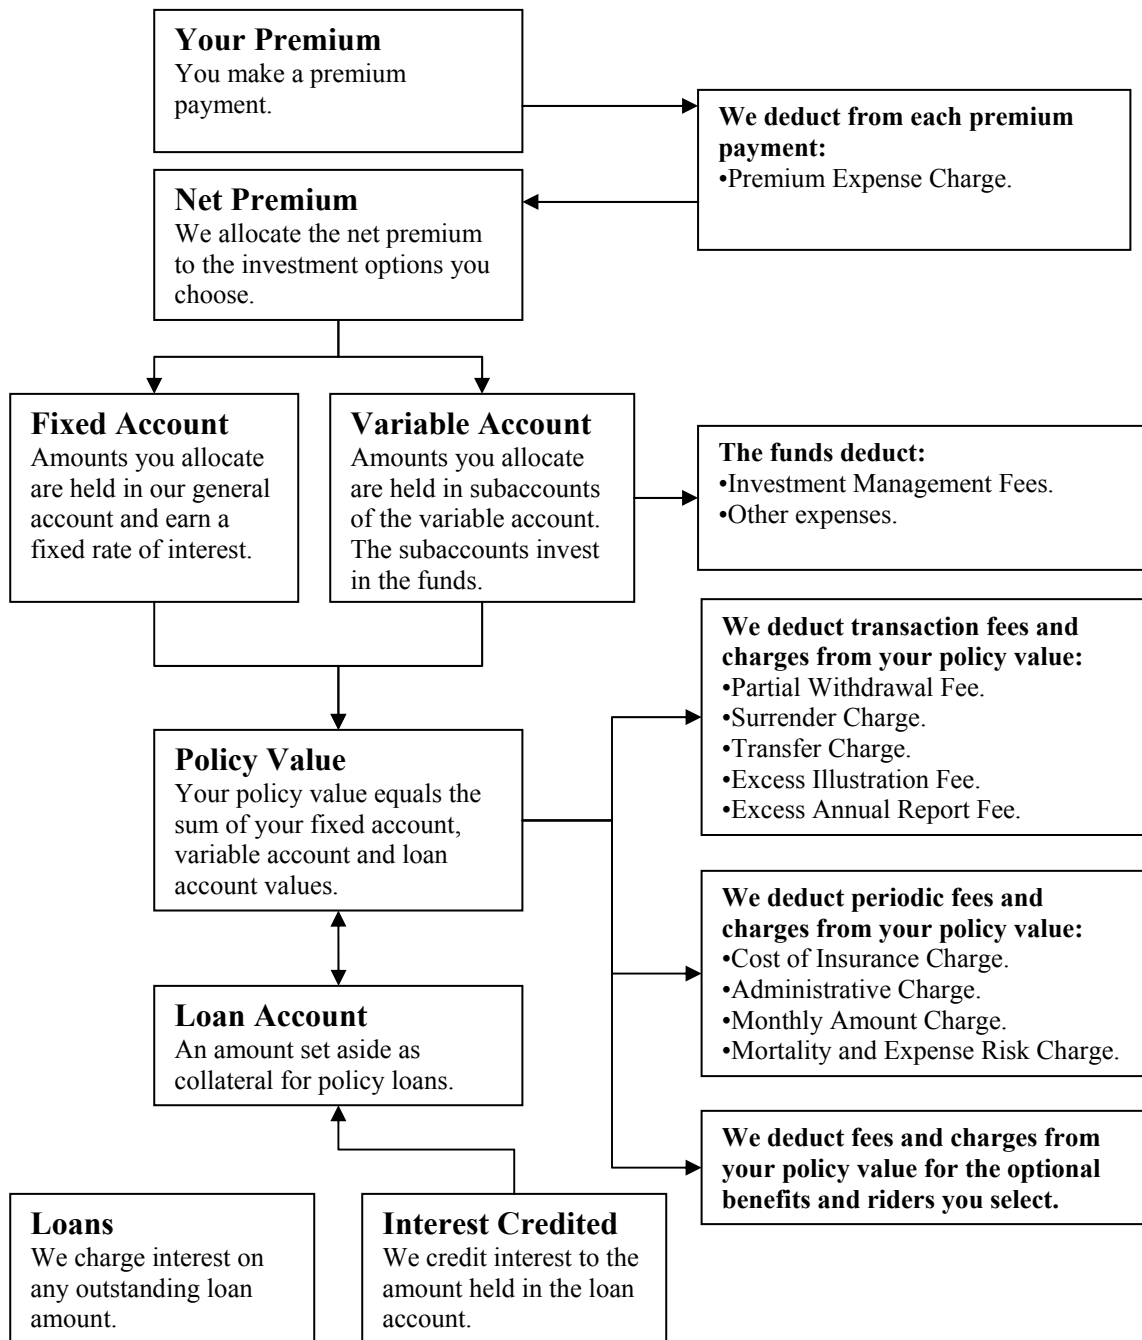 Your Premium
You make a premium
payment.
We deduct from each premium
payment:
•Premium Expense Charge.
Net Premium
We allocate the net premium
to the investment options you
choose.
Fixed Account
Amounts you allocate
are held in our general
account and earn a
fixed rate of interest.
Variable Account
Amounts you allocate
are held in subaccounts
of the variable account.
The subaccounts invest
in the funds.
The funds deduct:
•Investment Management Fees.
•Other expenses.
We deduct transaction fees and
charges from your policy value:
•Partial Withdrawal Fee.
•Surrender Charge.
•Transfer Charge.
•Excess Illustration Fee.
•Excess Annual Report Fee.
Policy Value
Your policy value equals the
sum of your fixed account,
variable account and loan
account values.
We deduct periodic fees and
charges from your policy value:
•Cost of Insurance Charge.
•Administrative Charge.
•Monthly Amount Charge.
•Mortality and Expense Risk Charge.
Loan Account
An amount set aside as
collateral for policy loans.
We deduct fees and charges from
your policy value for the optional
benefits and riders you select.
Loans
We charge interest on
any outstanding loan
amount.
Interest Credited
We credit interest to the
amount held in the loan
account.